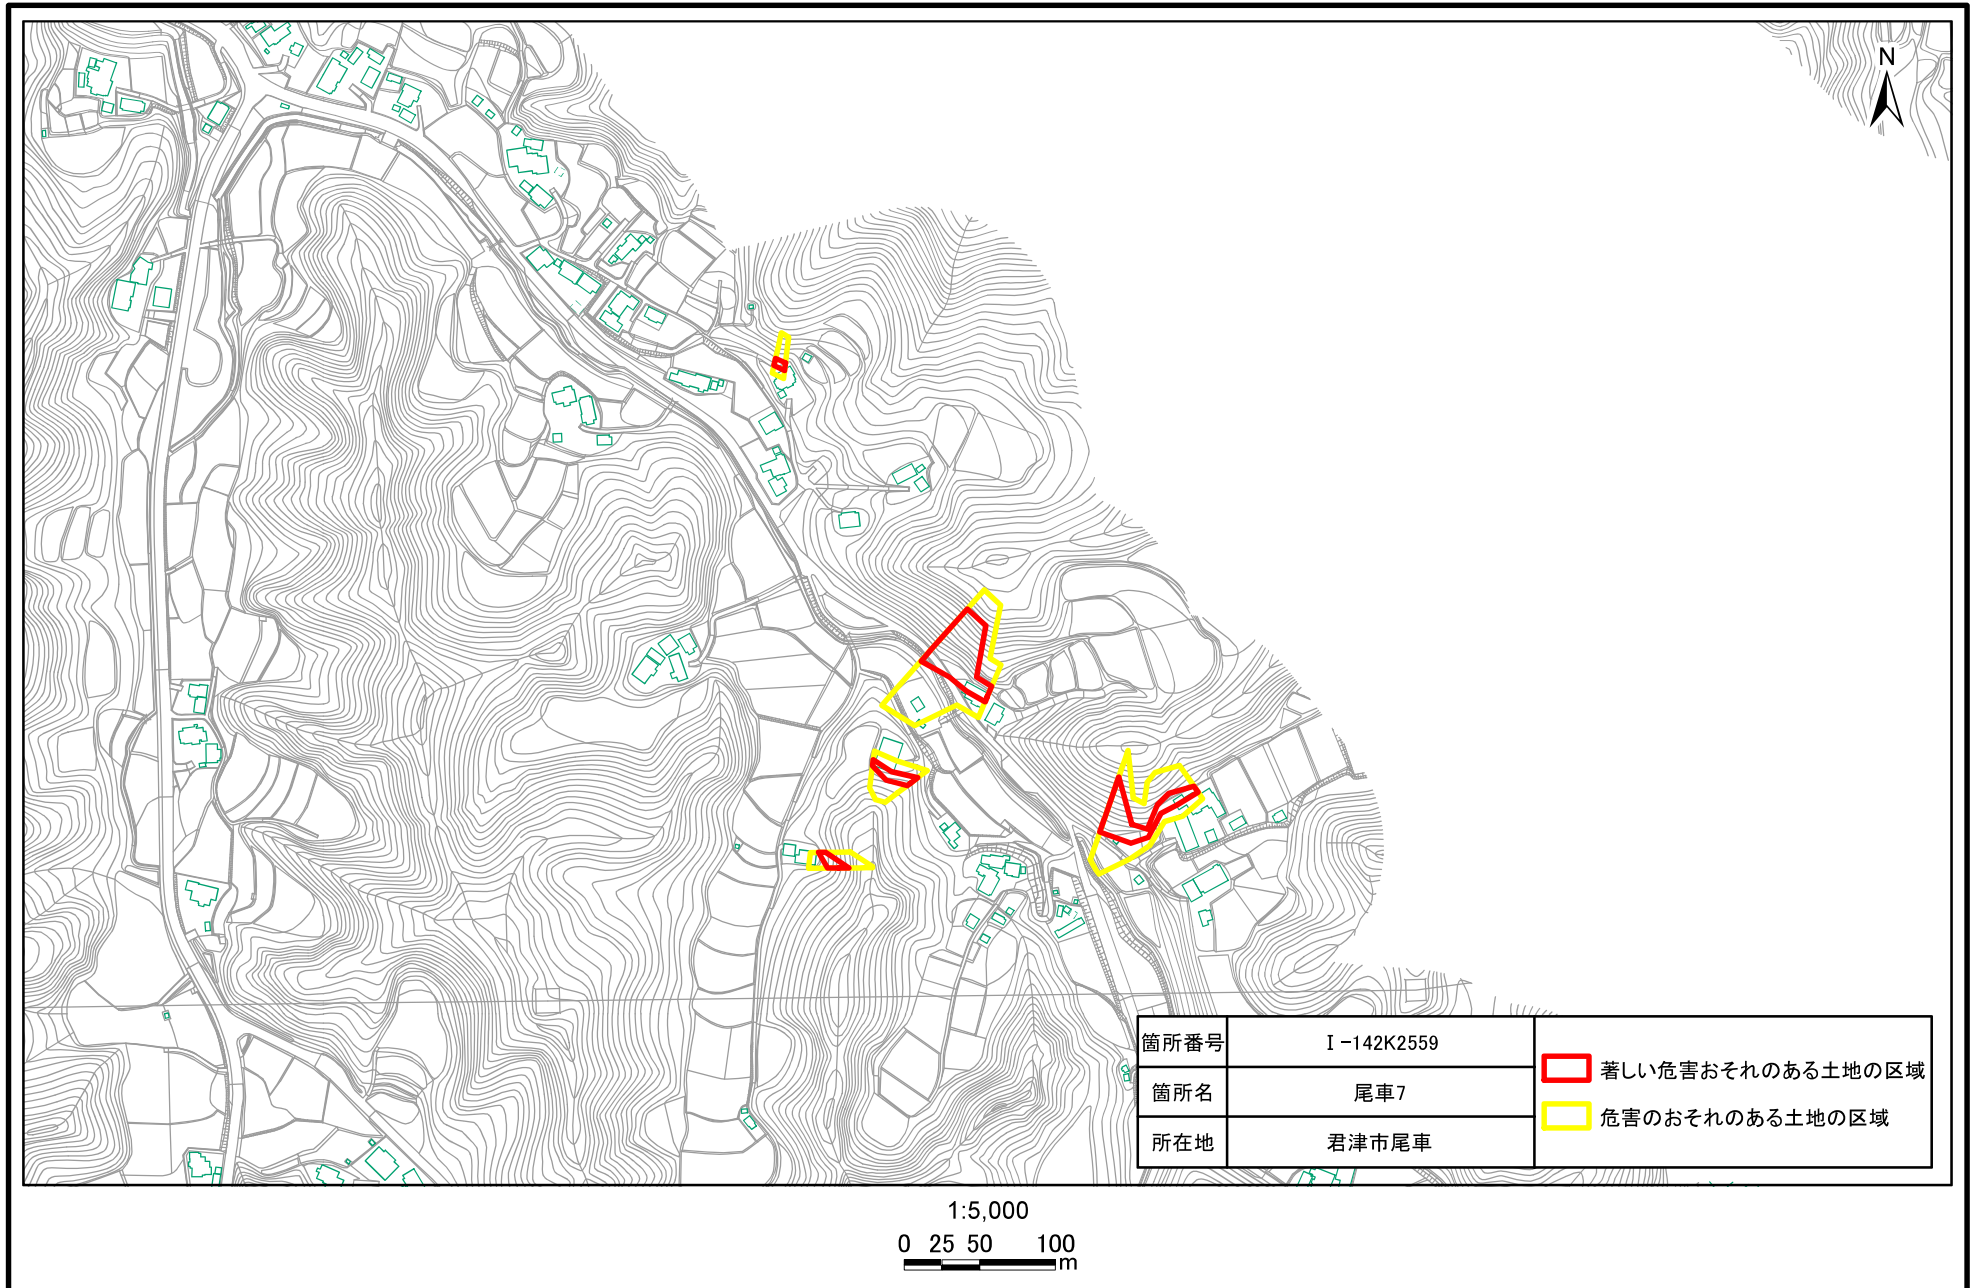 N
箇所番号 Ⅰ-142K2559
箇所名 尾車7
所在地 君津市尾車
著しい危害おそれのある土地の区域
危害のおそれのある土地の区域
1:5,000
0 25 50 100
m